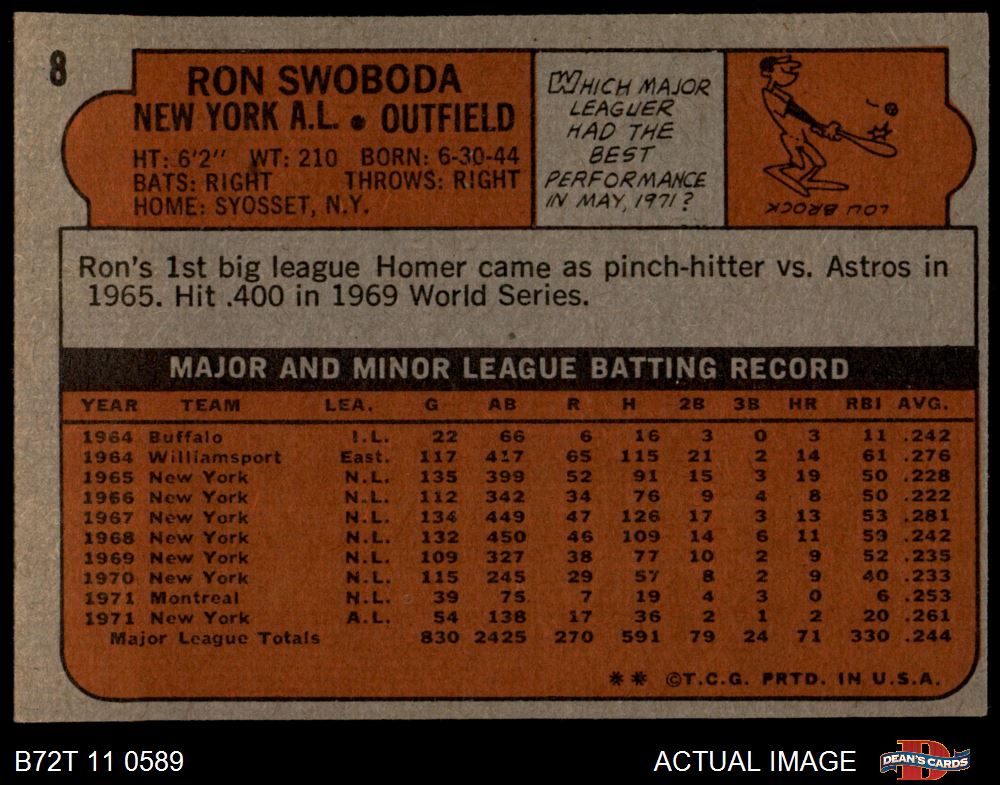 8
RON SWOBODA
NEW YORK A.L. • OUTFIELD
HT: 6'2" WT: 210 BORN: 6-30-44
BATS: RIGHT THROWS: RIGHT
HOME: SYOSSET, N.Y.
WHICH MAJOR
LEAGUER
HAD THE
BEST
PERFORMANCE
IN MAY, 1971?
LOU BROCK
Ron's 1st big league Homer came as pinch-hitter vs. Astros in
1965. Hit .400 in 1969 World Series.
MAJOR AND MINOR LEAGUE BATTING RECORD
YEAR TEAM LEA. G AB R H 2B 3B HR RBI AVG.
1964 Buffalo I.L. 22 66 6 16 3 0 3 11 .242
1964 Williamsport East. 117 417 65 115 21 2 14 61 .276
1965 New York N.L. 135 399 52 91 15 3 19 50 .228
1966 New York N.L. 112 342 34 76 9 4 8 50 .222
1967 New York N.L. 134 449 47 126 17 3 13 53 .281
1968 New York N.L. 132 450 46 109 14 6 11 59 .242
1969 New York N.L. 109 327 38 77 10 2 9 52 .235
1970 New York N.L. 115 245 29 57 8 2 9 40 .233
1971 Montreal N.L. 39 75 7 19 4 3 0 6 .253
1971 New York A.L. 54 138 17 36 2 1 2 20 .261
Major League Totals 830 2425 270 591 79 24 71 330 .244
** ©T.C.G. PRTD. IN U.S.A.
B72T 11 0589
ACTUAL IMAGE
D
DEAN'S CARDS